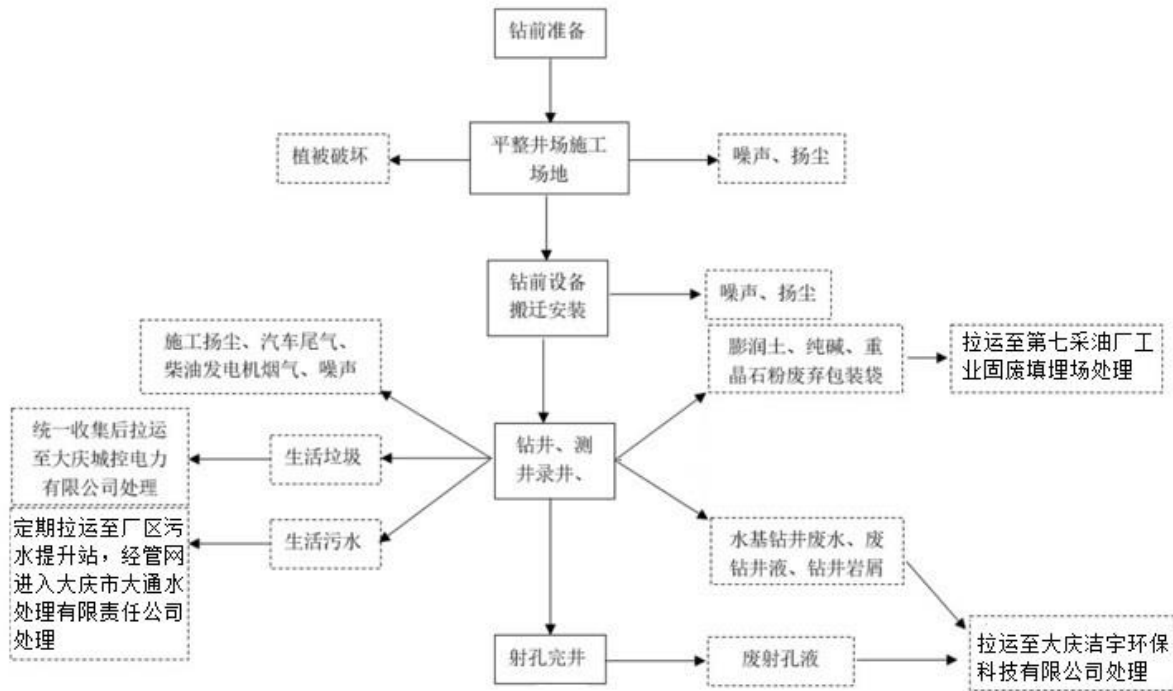 钻前准备
植被破坏
平整井场施工
场地
噪声、扬尘
钻前设备
搬迁安装
噪声、扬尘
施工扬尘、汽车尾气、
柴油发电机烟气、噪声
膨润土、纯碱、重
晶石粉废弃包装袋
拉运至第七采油厂工
业固废填埋场处理
统一收集后拉运
至大庆城控电力
有限公司处理
生活垃圾
钻井、测
井录井、
定期拉运至厂区污
水提升站，经管网
进入大庆市大通水
处理有限责任公司
处理
生活污水
水基钻井废水、废
钻井液、钻井岩屑
射孔完井
废射孔液
拉运至大庆洁宇环保
科技有限公司处理